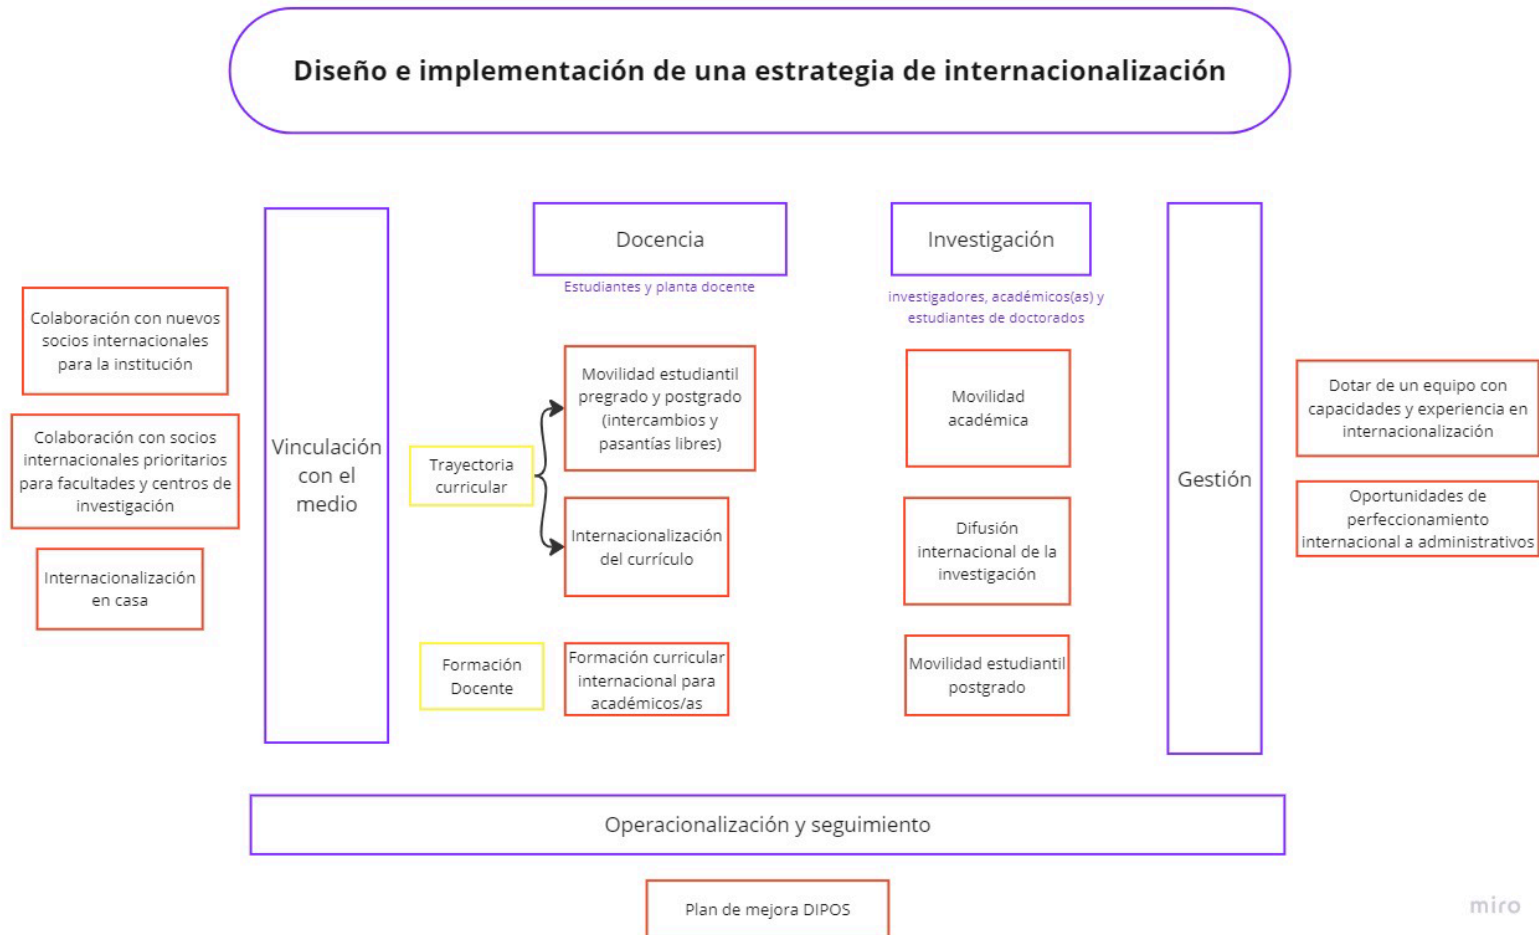 Diseño e implementación de una estrategia de internacionalización
Colaboración con nuevos
socios internacionales
para la institución
Colaboración con socios
internacionales prioritarios
para facultades y centros de
investigación
Internacionalización
en casa
Vinculación
con el
medio
Docencia
Estudiantes y planta docente
Trayectoria
curricular
Movilidad estudiantil
pregrado y postgrado
(intercambios y
pasantías libres)
Internacionalización
del currículo
Formación
Docente
Formación curricular
internacional para
académicos/as
Investigación
investigadores, académicos(as) y
estudiantes de doctorados
Movilidad
académica
Difusión
internacional de la
investigación
Movilidad estudiantil
postgrado
Gestión
Dotar de un equipo con
capacidades y experiencia en
internacionalización
Oportunidades de
perfeccionamiento
internacional a administrativos
Operacionalización y seguimiento
Plan de mejora DIPOS
miro